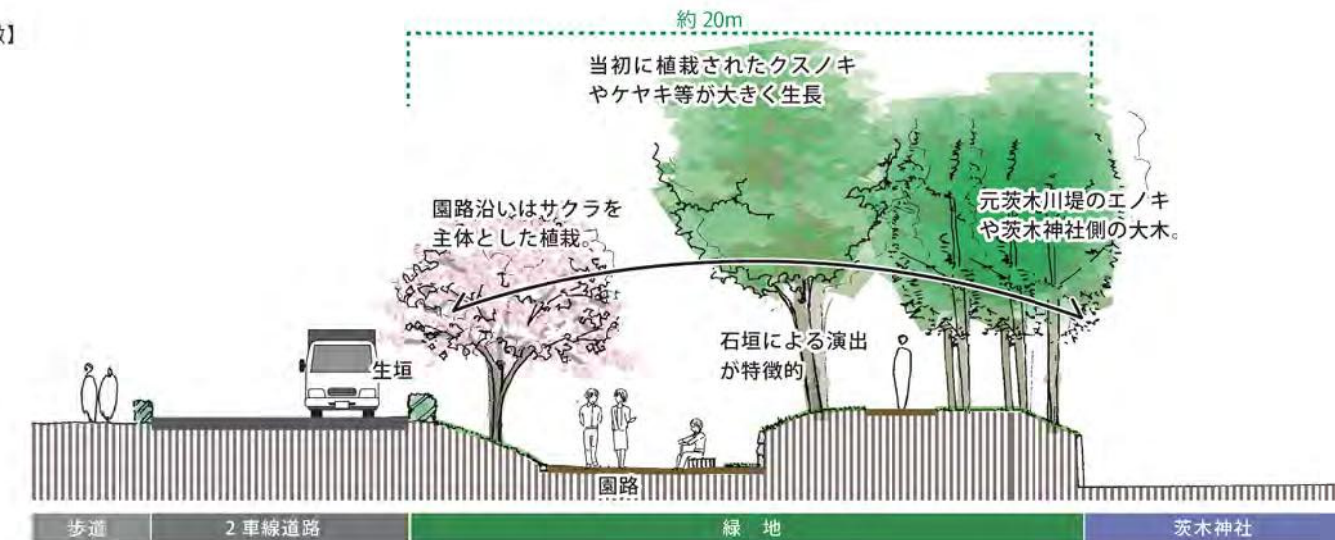 徴】
約 20m
当初に植栽されたクスノキ
やケヤキ等が大きく生長
園路沿いはサクラを
主体とした植栽。
元茨木川堤のエノキ
や茨木神社側の大木。
石垣による演出
が特徴的
生垣
園路
歩道
2 車線道路
緑 地
茨木神社